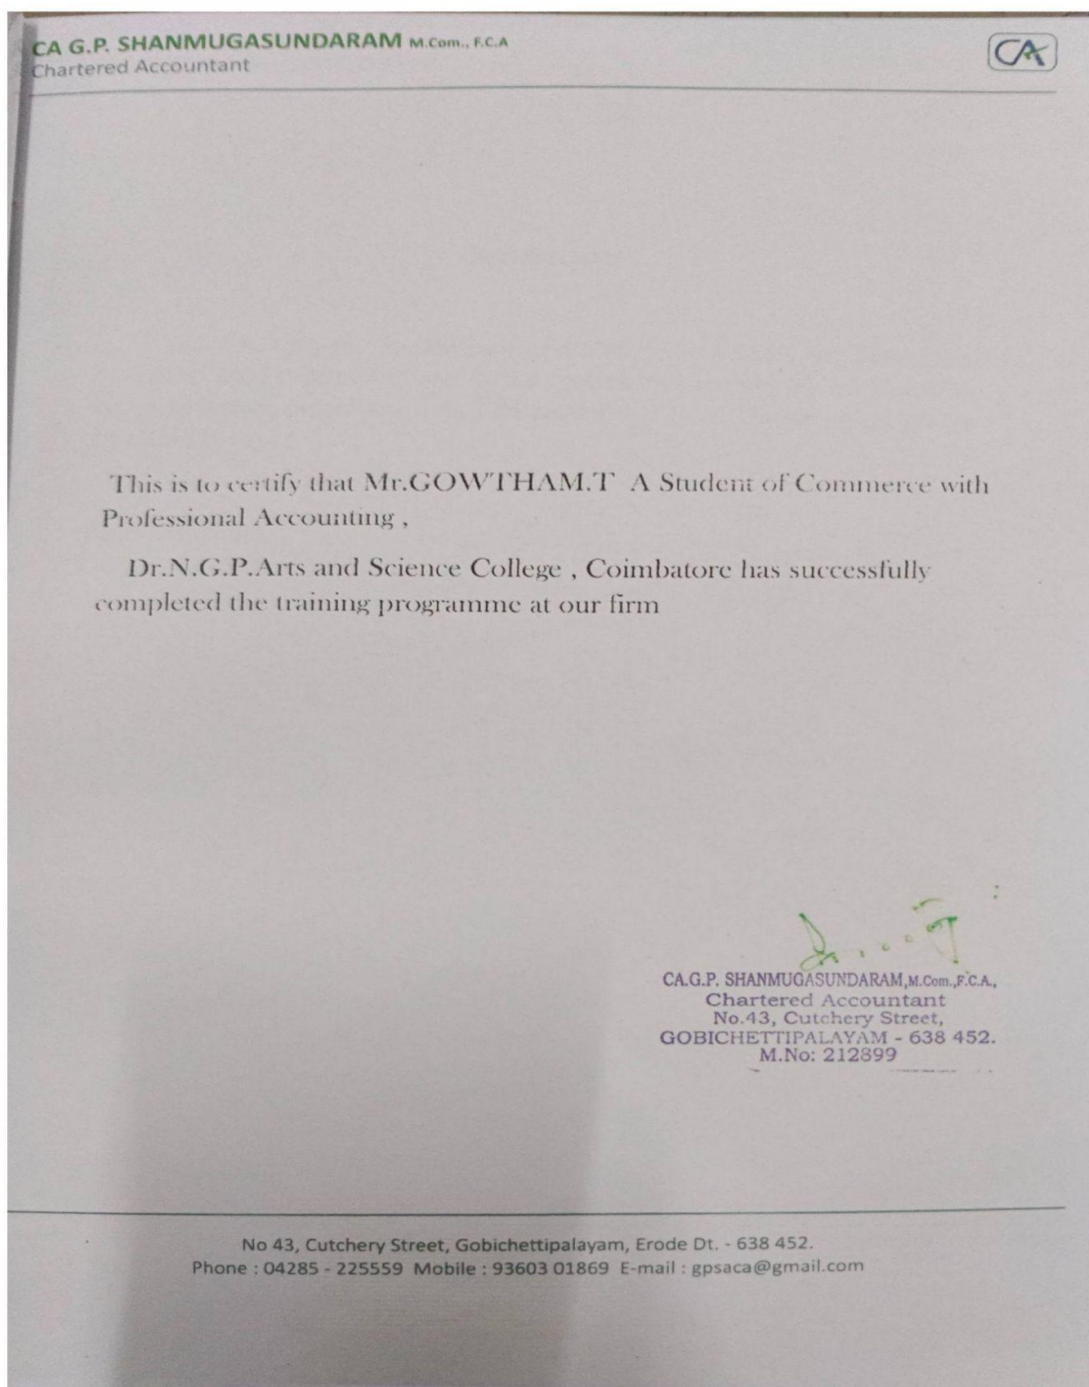 CA G.P. SHANMUGASUNDARAM M.Com., F.C.A
Chartered Accountant
CA
This is to certify that Mr.GOWTHAM.T A Student of Commerce with
Professional Accounting ,
Dr.N.G.P.Arts and Science College , Coimbatore has successfully
completed the training programme at our firm
CA.G.P. SHANMUGASUNDARAM,M.Com.,F.C.A.,
Chartered Accountant
No.43, Cutchery Street,
GOBICHETTIPALAYAM - 638 452.
M.No: 212899
No 43, Cutchery Street, Gobichettipalayam, Erode Dt. - 638 452.
Phone : 04285 - 225559 Mobile : 93603 01869 E-mail : gpsaca@gmail.com